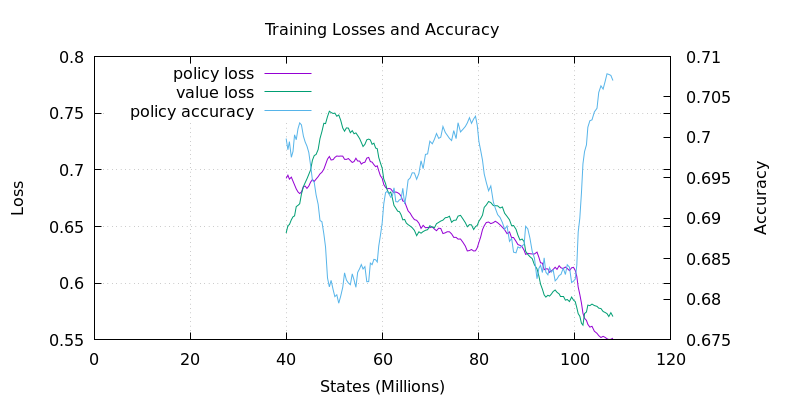 Training Losses and Accuracy
policy loss
value loss
policy accuracy
Loss
0.8
0.75
0.7
0.65
0.6
0.55
0.71
0.705
0.7
0.695
0.69
0.685
0.68
0.675
Accuracy
0 20 40 60 80 100 120
States (Millions)